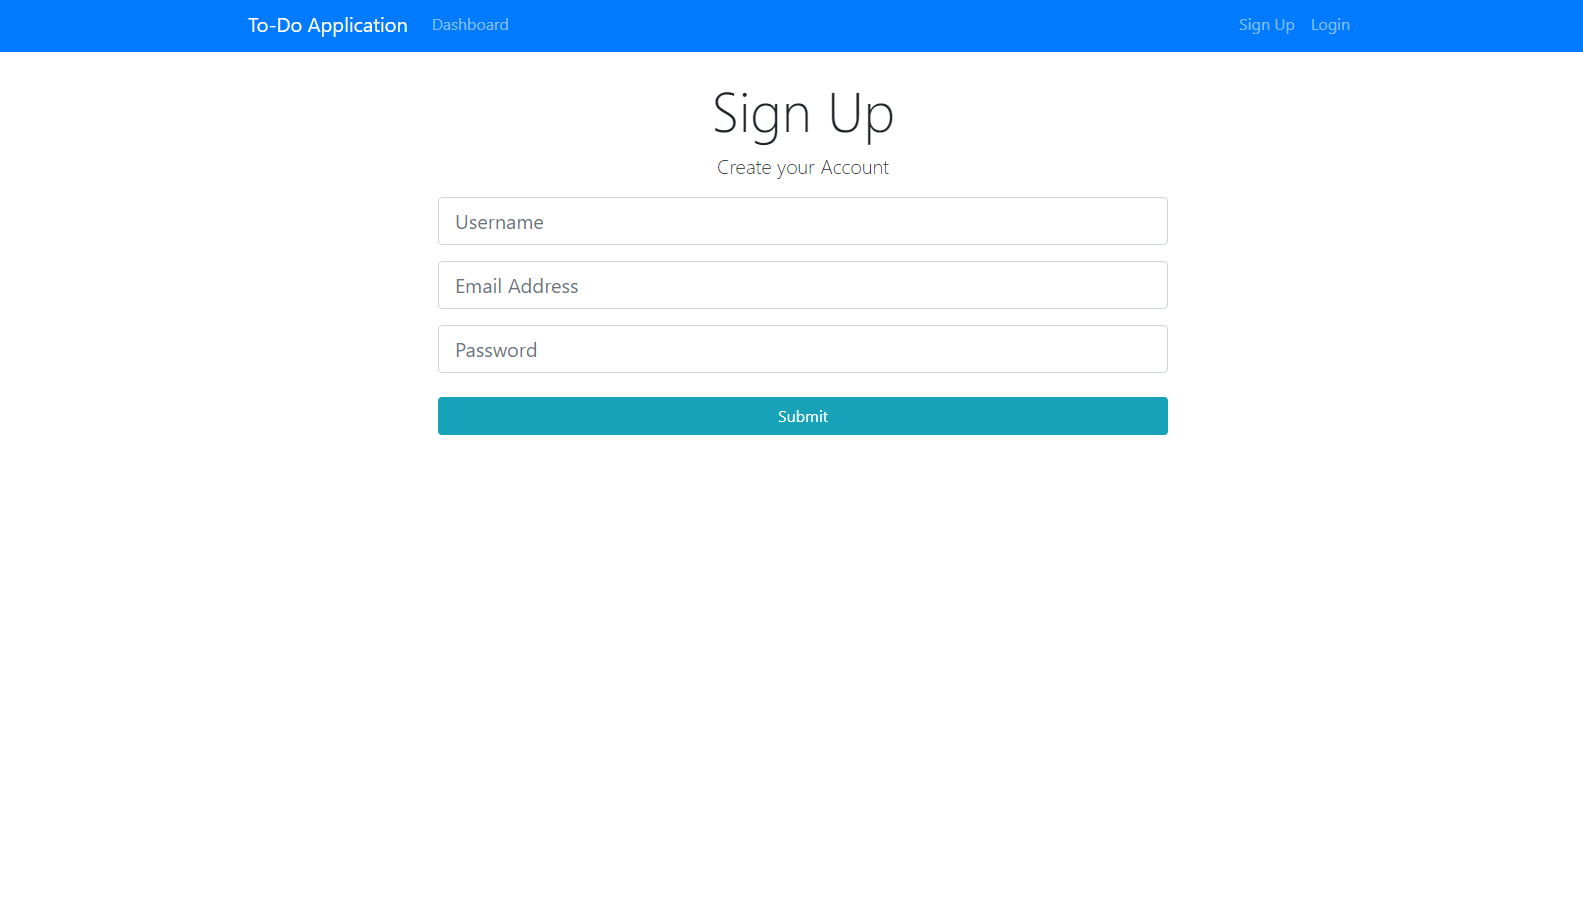 To-Do Application Dashboard Sign Up Login
Sign Up
Create your Account
Username
Email Address
Password
Submit